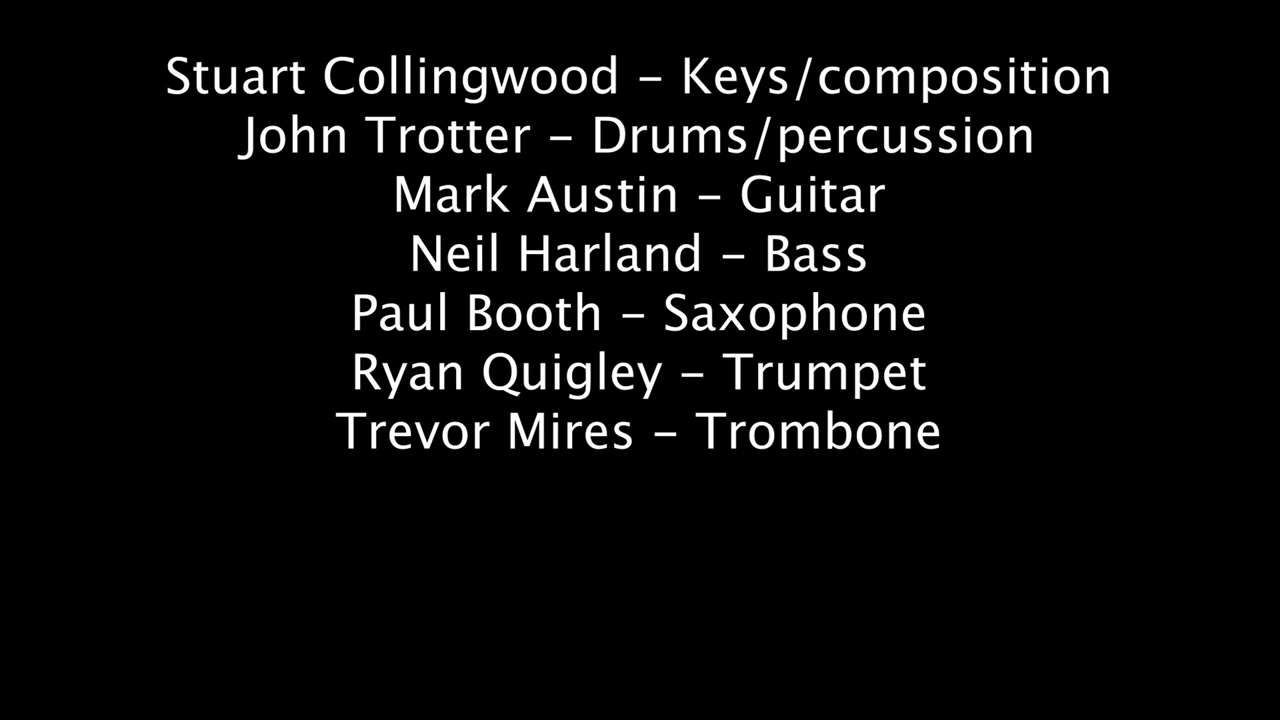 Stuart Collingwood - Keys/composition
John Trotter - Drums/percussion
Mark Austin - Guitar
Neil Harland - Bass
Paul Booth - Saxophone
Ryan Quigley - Trumpet
Trevor Mires - Trombone